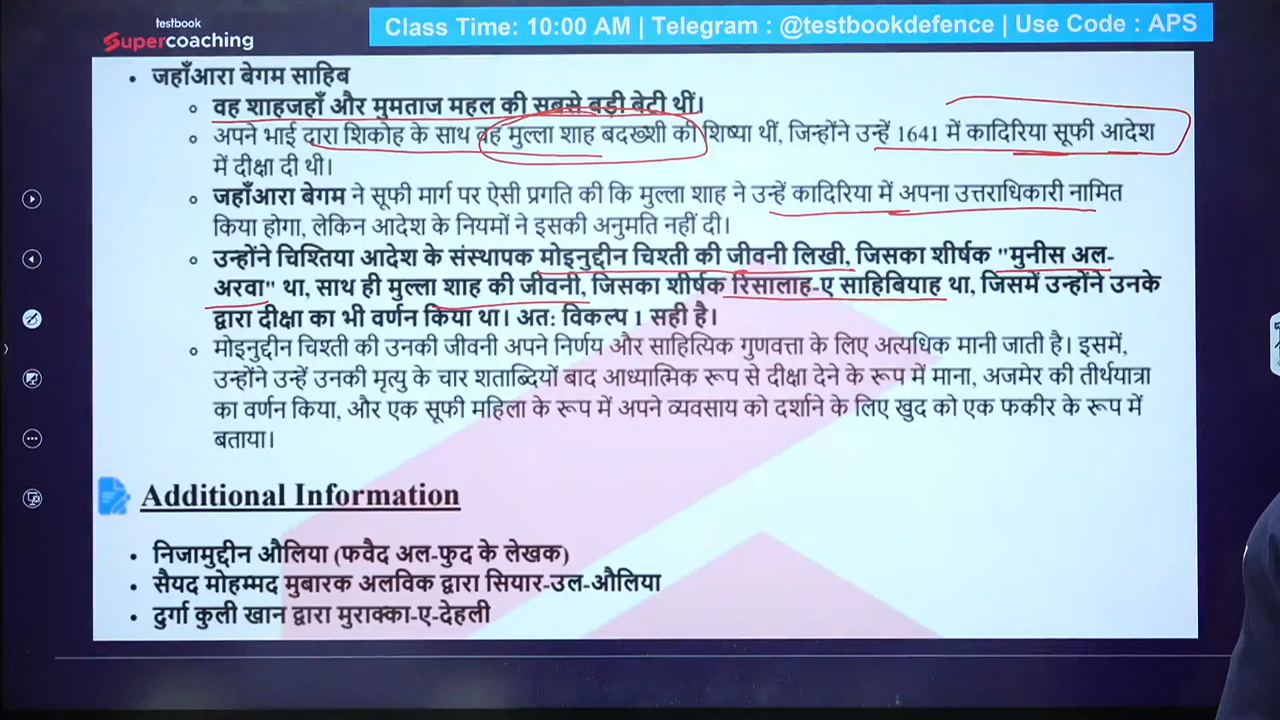 testbook
Supercoaching
Class Time: 10:00 AM | Telegram : @testbookdefence | Use Code : APS
• जहाँआरा बेगम साहिब
वह शाहजहाँ और मुमताज महल की सबसे बड़ी बेटी थीं।
अपने भाई दारा शिकोह के साथ वह मुल्ला शाह बदख्शी की शिष्या थीं, जिन्होंने उन्हें 1641 में कादिरिया सूफी आदेश
में दीक्षा दी थी।
जहाँआरा बेगम ने सूफी मार्ग पर ऐसी प्रगति की कि मुल्ला शाह ने उन्हें कादिरिया में अपना उत्तराधिकारी नामित
किया होगा, लेकिन आदेश के नियमों ने इसकी अनुमति नहीं दी।
उन्होंने चिश्तिया आदेश के संस्थापक मोइनुद्दीन चिश्ती की जीवनी लिखी, जिसका शीर्षक "मुनीस अल-
अरवा" था, साथ ही मुल्ला शाह की जीवनी, जिसका शीर्षक रिसालाह-ए साहिबियाह था, जिसमें उन्होंने उनके
द्वारा दीक्षा का भी वर्णन किया था। अत: विकल्प 1 सही है।
मोइनुद्दीन चिश्ती की उनकी जीवनी अपने निर्णय और साहित्यिक गुणवत्ता के लिए अत्यधिक मानी जाती है। इसमें,
उन्होंने उन्हें उनकी मृत्यु के चार शताब्दियों बाद आध्यात्मिक रूप से दीक्षा देने के रूप में माना, अजमेर की तीर्थयात्रा
का वर्णन किया, और एक सूफी महिला के रूप में अपने व्यवसाय को दर्शाने के लिए खुद को एक फकीर के रूप में
बताया।
Additional Information
• निजामुद्दीन औलिया (फवैद अल-फुद के लेखक)
• सैयद मोहम्मद मुबारक अलविक द्वारा सियार-उल-औलिया
• दुर्गा कुली खान द्वारा मुराक्का-ए-देहली